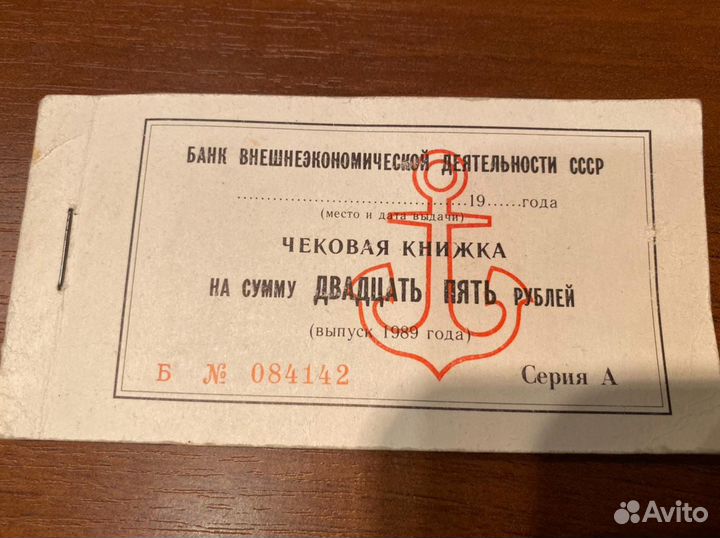 БАНК ВНЕШНЕЭКОНОМИЧЕСКОЙ ДЕЯТЕЛЬНОСТИ СССР
......................................19......года
(место и дата выдачи)
ЧЕКОВАЯ КНИЖКА
НА СУММУ ДВАДЦАТЬ ПЯТЬ РУБЛЕЙ
(выпуск 1989 года)
Б № 084142 Серия А
Avito